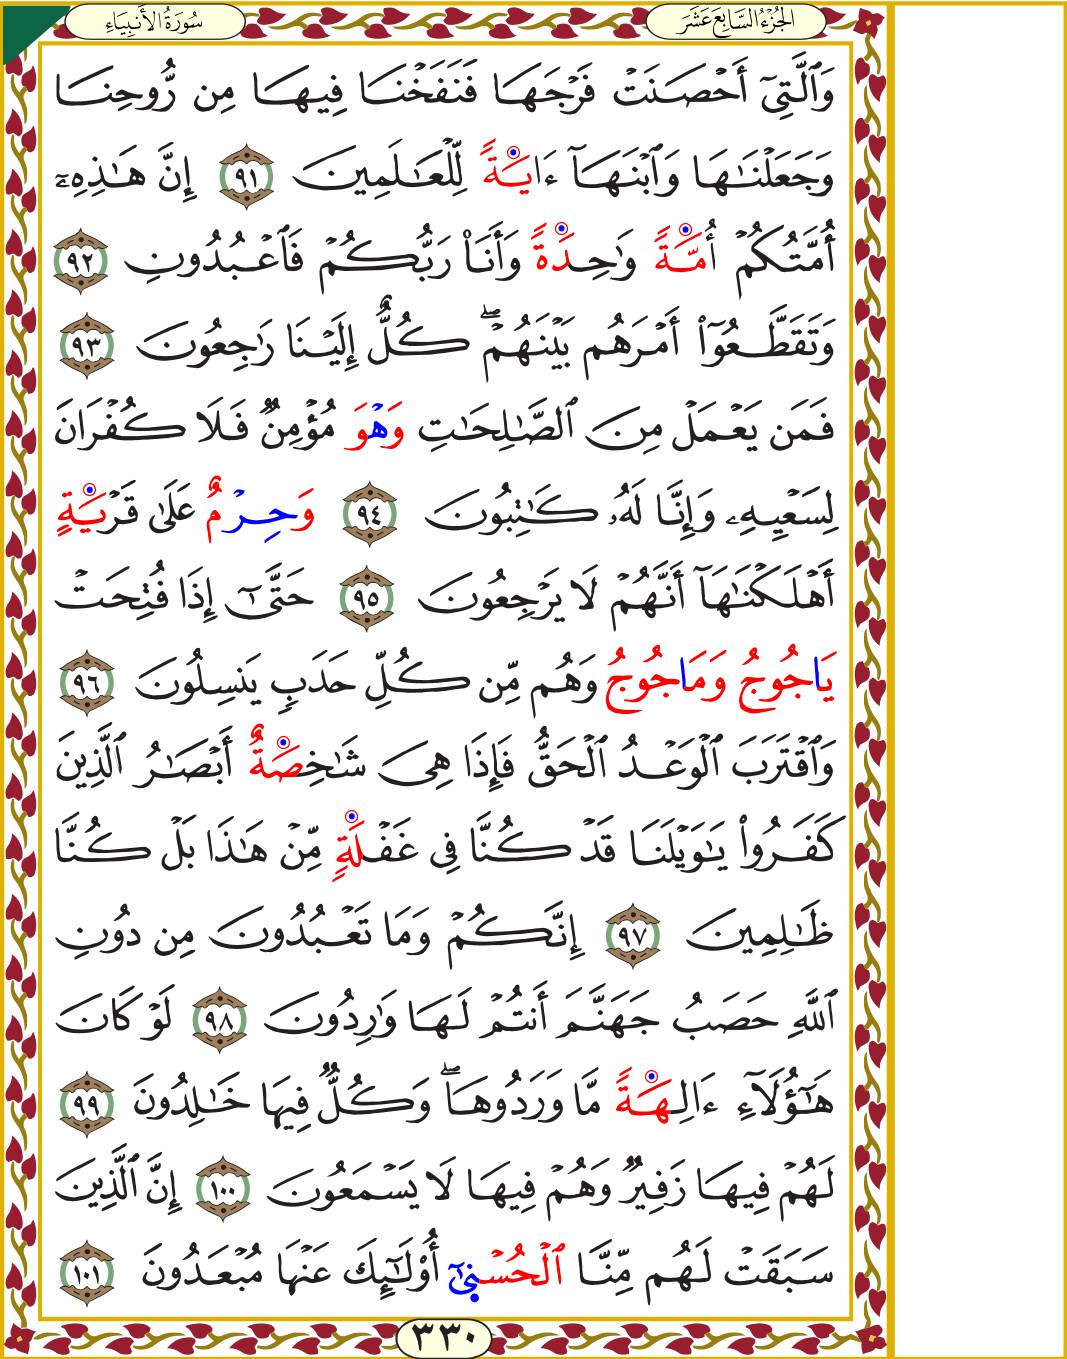 الجُزْءُ السَّابِعَ عَشَرَ
سُورَةُ الأَنبِيَاءِ
وَٱلَّتِىٓ أَحْصَنَتْ فَرْجَهَا فَنَفَخْنَا فِيهَا مِن رُّوحِنَا
وَجَعَلْنَـٰهَا وَٱبْنَهَآ ءَايَةً لِّلْعَـٰلَمِينَ ٩١ إِنَّ هَـٰذِهِۦٓ
أُمَّتُكُمْ أُمَّةً وَٰحِدَةً وَأَنَا۠ رَبُّكُمْ فَٱعْبُدُونِ ٩٢
وَتَقَطَّعُوٓا۟ أَمْرَهُم بَيْنَهُمْ ۖ كُلٌّ إِلَيْنَا رَٰجِعُونَ ٩٣
فَمَن يَعْمَلْ مِنَ ٱلصَّـٰلِحَـٰتِ وَهْوَ مُؤْمِنٌ فَلَا كُفْرَانَ
لِسَعْيِهِۦ وَإِنَّا لَهُۥ كَـٰتِبُونَ ٩٤ وَحِرْمٌ عَلَىٰ قَرْيَةٍ
أَهْلَكْنَـٰهَآ أَنَّهُمْ لَا يَرْجِعُونَ ٩٥ حَتَّىٰٓ إِذَا فُتِحَتْ
يَاجُوجُ وَمَاجُوجُ وَهُم مِّن كُلِّ حَدَبٍ يَنسِلُونَ ٩٦
وَٱقْتَرَبَ ٱلْوَعْدُ ٱلْحَقُّ فَإِذَا هِىَ شَـٰخِصَةٌ أَبْصَـٰرُ ٱلَّذِينَ
كَفَرُوا۟ يَـٰوَيْلَنَا قَدْ كُنَّا فِى غَفْلَةٍ مِّنْ هَـٰذَا بَلْ كُنَّا
ظَـٰلِمِينَ ٩٧ إِنَّكُمْ وَمَا تَعْبُدُونَ مِن دُونِ
ٱللَّهِ حَصَبُ جَهَنَّمَ أَنتُمْ لَهَا وَٰرِدُونَ ٩٨ لَوْ كَانَ
هَـٰٓؤُلَآءِ ءَالِهَةً مَّا وَرَدُوهَا ۖ وَكُلٌّ فِيهَا خَـٰلِدُونَ ٩٩
لَهُمْ فِيهَا زَفِيرٌ وَهُمْ فِيهَا لَا يَسْمَعُونَ ١٠٠ إِنَّ ٱلَّذِينَ
سَبَقَتْ لَهُم مِّنَّا ٱلْحُسْنِىٰٓ أُو۟لَـٰٓئِكَ عَنْهَا مُبْعَدُونَ ١٠١
٣٣٠